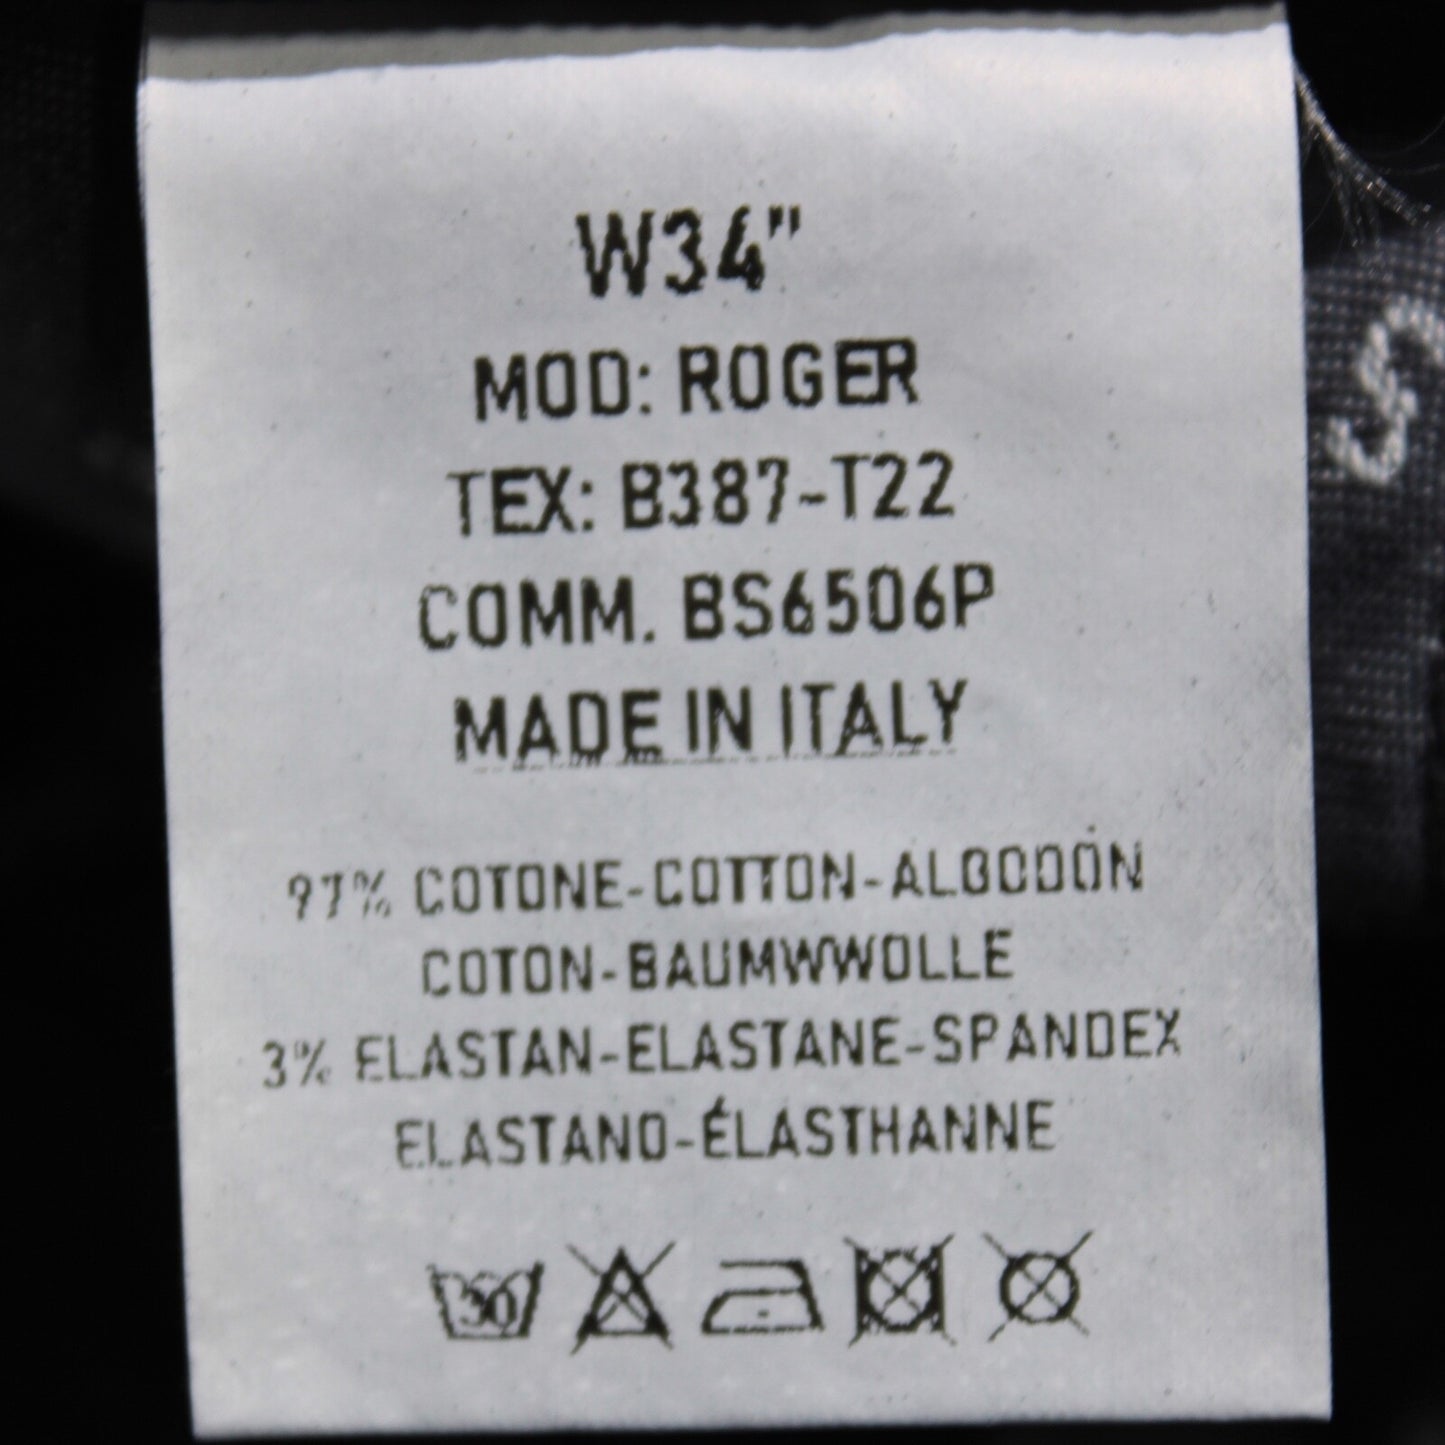 W34"
MOD: ROGER
TEX: B387-T22
COMM. BS6506P
MADE IN ITALY
97% COTONE-COTTON-ALGODÓN
COTON-BAUMWWOLLE
3% ELASTAN-ELASTANE-SPANDEX
ELASTANO-ÉLASTHANNE
30